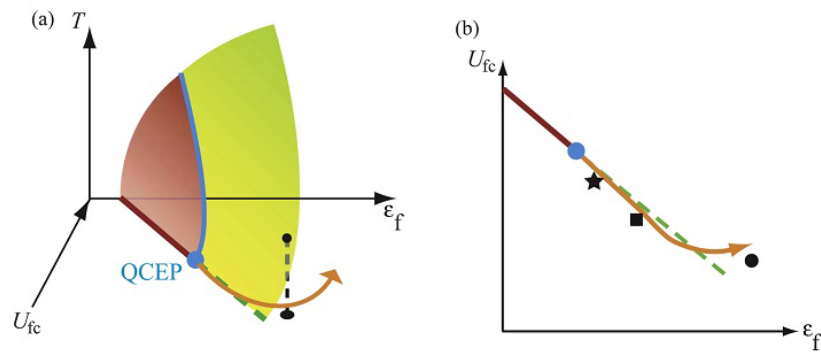 (a)
T
ε_f
QCEP
U_fc
(b)
U_fc
ε_f